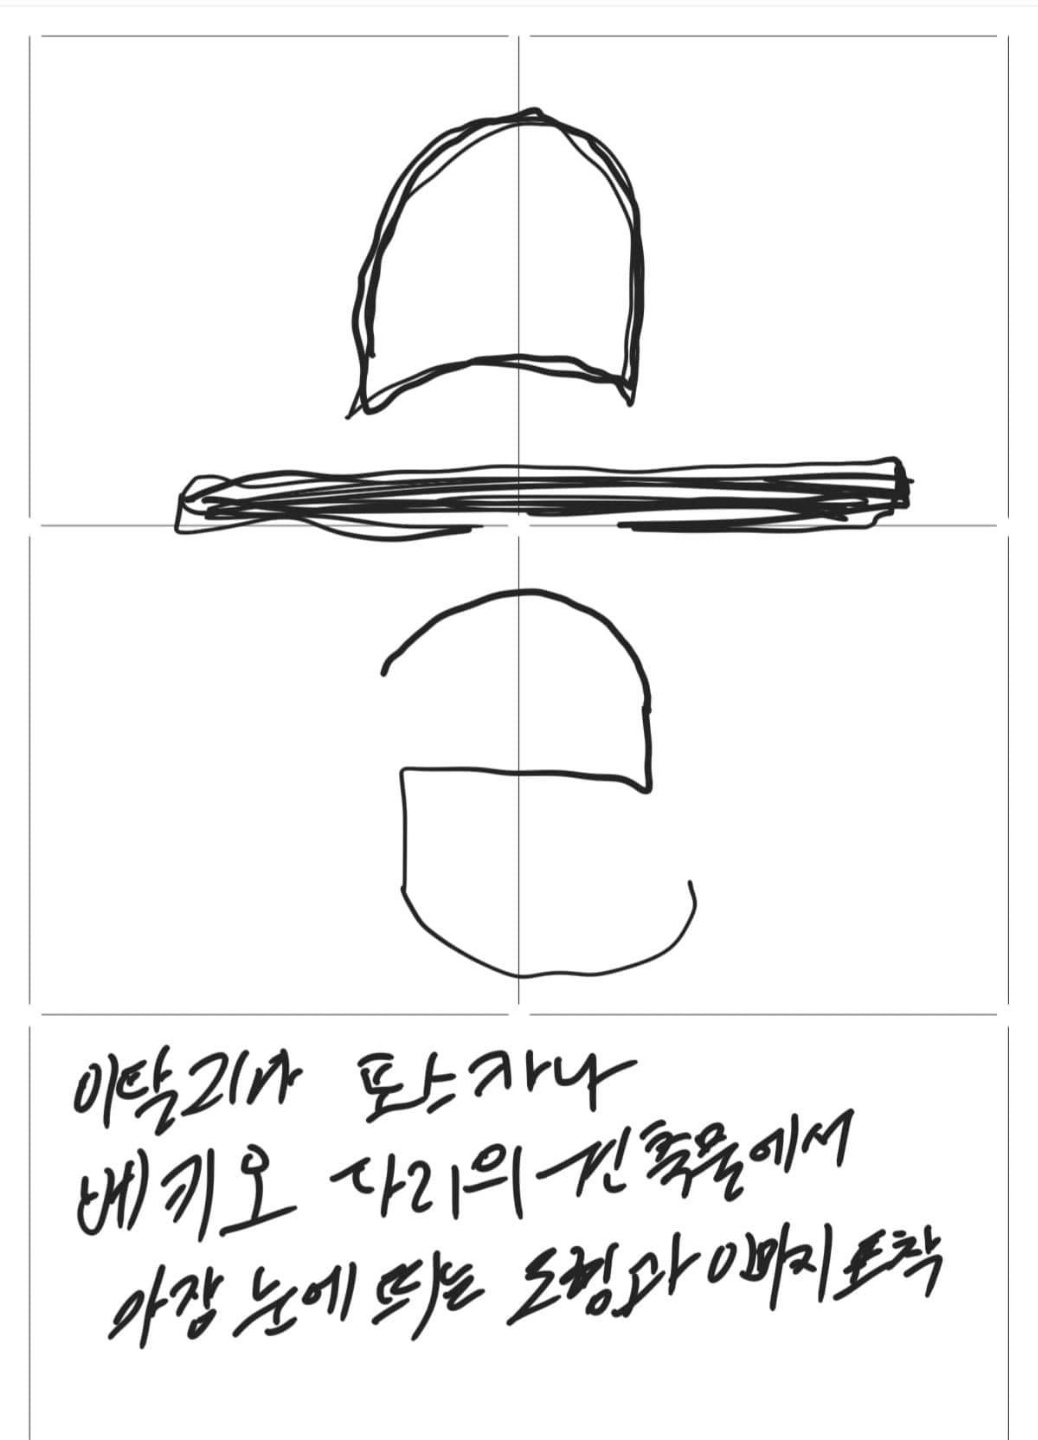 이탈리아 토스카나
베키오 다리의 건축물에서
가장 눈에 띄는 도형과 이미지 포착